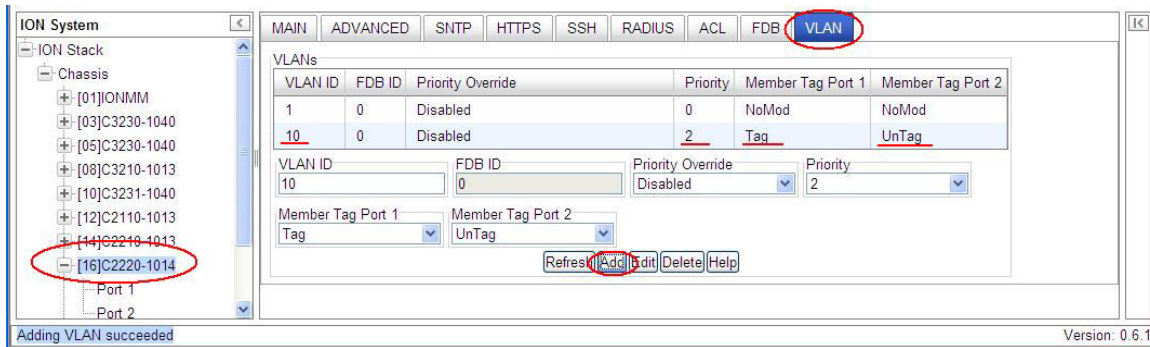 ION System
ION Stack
Chassis
[01]IONMM
[03]C3230-1040
[05]C3230-1040
[08]C3210-1013
[10]C3231-1040
[12]C2110-1013
[14]C2210-1013
[16]C2220-1014
Port 1
Port 2
MAIN ADVANCED SNTP HTTPS SSH RADIUS ACL FDB VLAN
VLANs
VLAN ID FDB ID Priority Override Priority Member Tag Port 1 Member Tag Port 2
1 0 Disabled 0 NoMod NoMod
10 0 Disabled 2 Tag UnTag
VLAN ID FDB ID Priority Override Priority
10 0 Disabled 2
Member Tag Port 1 Member Tag Port 2
Tag UnTag
Refresh Add Edit Delete Help
Adding VLAN succeeded Version: 0.6.1